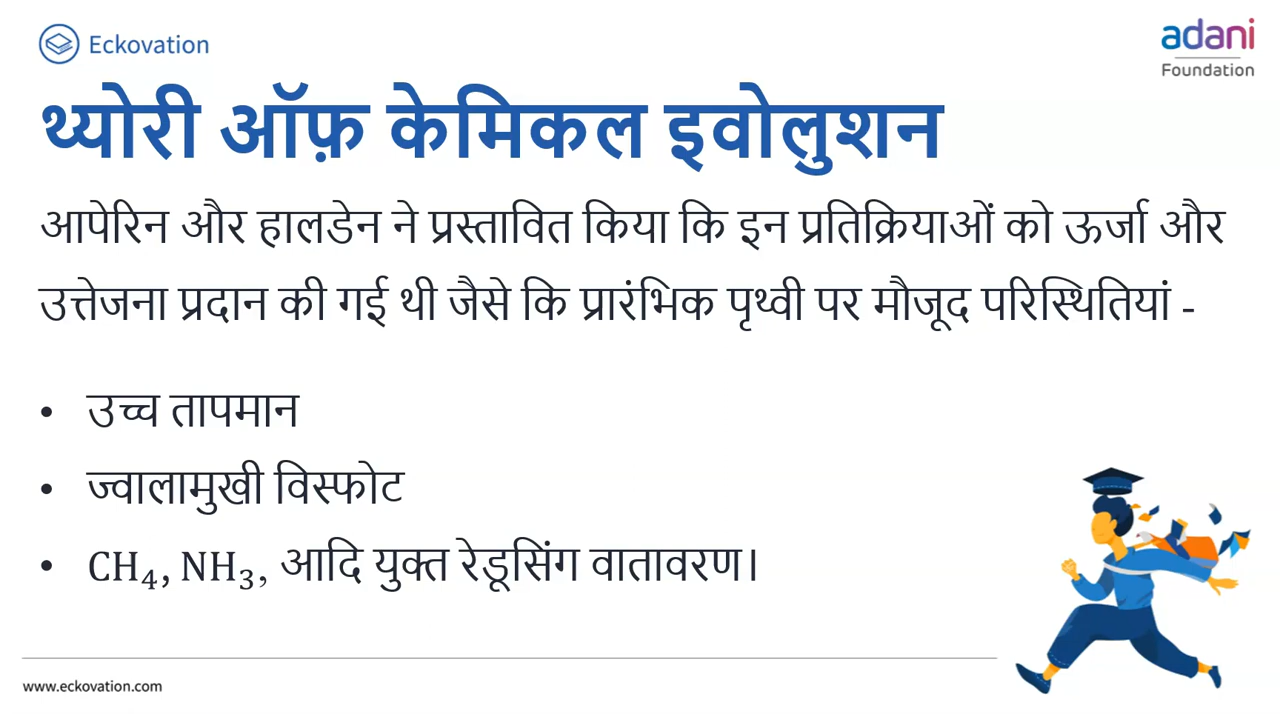 Eckovation
adani
Foundation
थ्योरी ऑफ़ केमिकल इवोलुशन
आपेरिन और हालडेन ने प्रस्तावित किया कि इन प्रतिक्रियाओं को ऊर्जा और
उत्तेजना प्रदान की गई थी जैसे कि प्रारंभिक पृथ्वी पर मौजूद परिस्थितियां -
• उच्च तापमान
• ज्वालामुखी विस्फोट
• CH₄, NH₃, आदि युक्त रेडूसिंग वातावरण।
www.eckovation.com